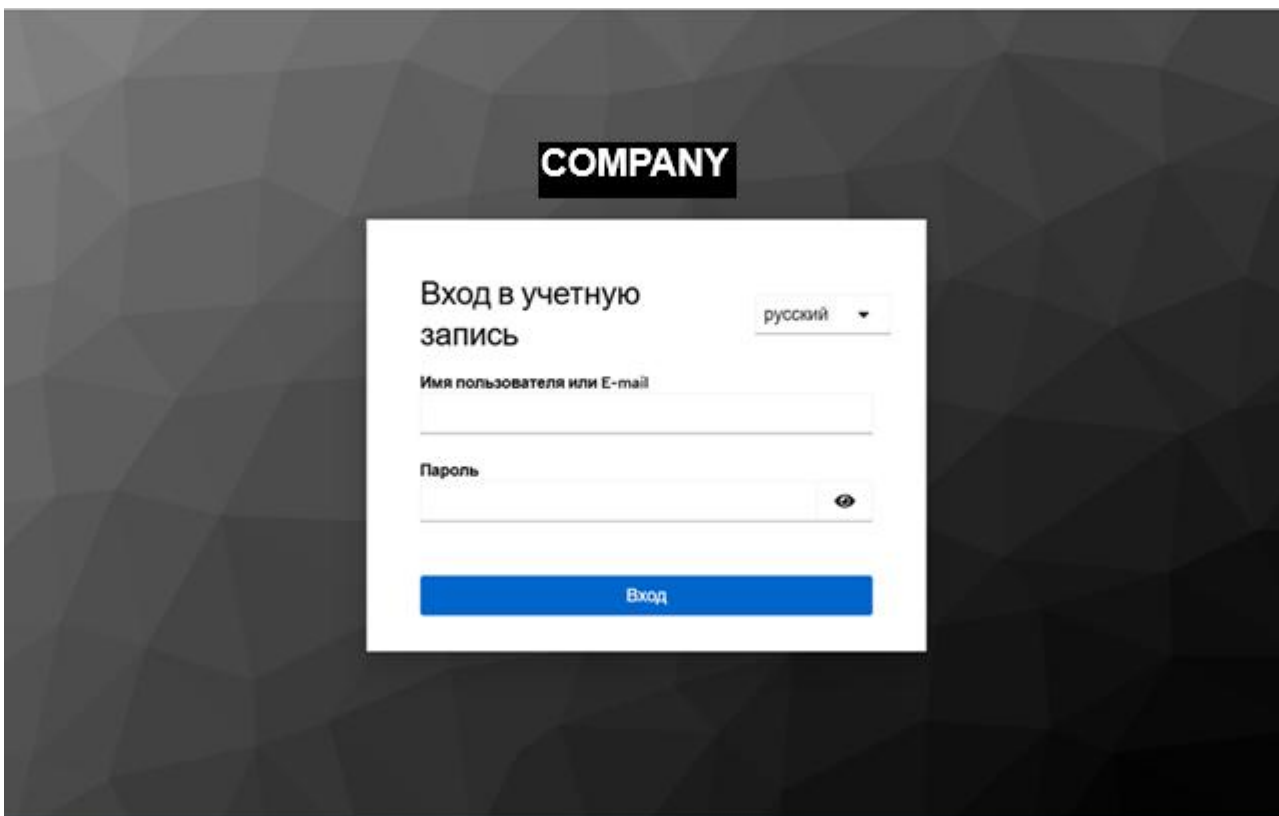 COMPANY
Вход в учетную
запись
русский
Имя пользователя или E-mail
Пароль
Вход